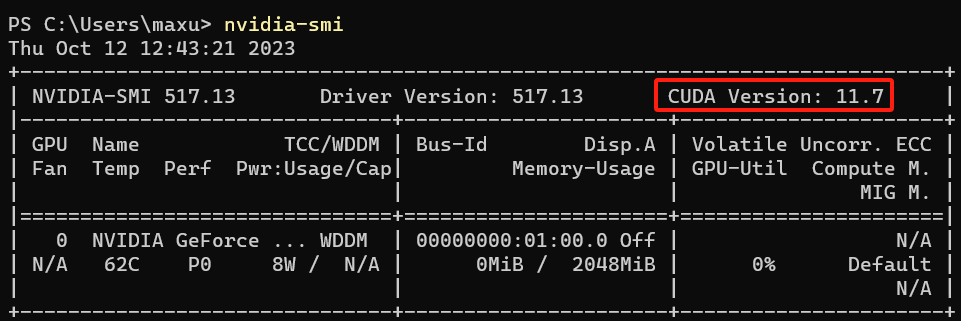 PS C:\Users\maxu> nvidia-smi
Thu Oct 12 12:43:21 2023
+-----------------------------------------------------------------------------+
| NVIDIA-SMI 517.13       Driver Version: 517.13       CUDA Version: 11.7     |
|-------------------------------+----------------------+----------------------+
| GPU  Name            TCC/WDDM | Bus-Id        Disp.A | Volatile Uncorr. ECC |
| Fan  Temp  Perf  Pwr:Usage/Cap|         Memory-Usage | GPU-Util  Compute M. |
|                               |                      |               MIG M. |
|===============================+======================+======================|
|   0  NVIDIA GeForce ... WDDM  | 00000000:01:00.0 Off |                  N/A |
| N/A   62C    P0     8W /  N/A |      0MiB /  2048MiB |      0%      Default |
|                               |                      |                  N/A |
+-------------------------------+----------------------+----------------------+